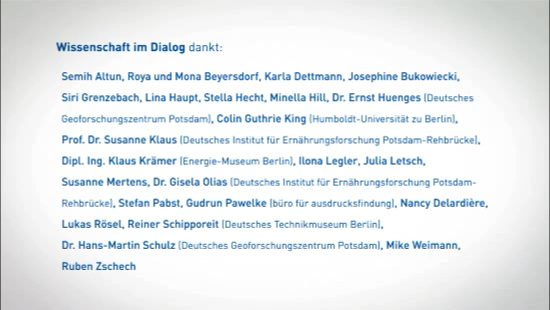 Wissenschaft im Dialog dankt:
Semih Altun, Roya und Mona Beyersdorf, Karla Dettmann, Josephine Bukowiecki,
Siri Grenzebach, Lina Haupt, Stella Hecht, Minella Hill, Dr. Ernst Huenges (Deutsches
Geoforschungszentrum Potsdam), Colin Guthrie King (Humboldt-Universität zu Berlin),
Prof. Dr. Susanne Klaus (Deutsches Institut für Ernährungsforschung Potsdam-Rehbrücke),
Dipl. Ing. Klaus Krämer (Energie-Museum Berlin), Ilona Legler, Julia Letsch,
Susanne Mertens, Dr. Gisela Olias (Deutsches Institut für Ernährungsforschung Potsdam-
Rehbrücke), Stefan Pabst, Gudrun Pawelke (büro für ausdrucksfindung), Nancy Delardière,
Lukas Rösel, Reiner Schipporeit (Deutsches Technikmuseum Berlin),
Dr. Hans-Martin Schulz (Deutsches Geoforschungszentrum Potsdam), Mike Weimann,
Ruben Zschech